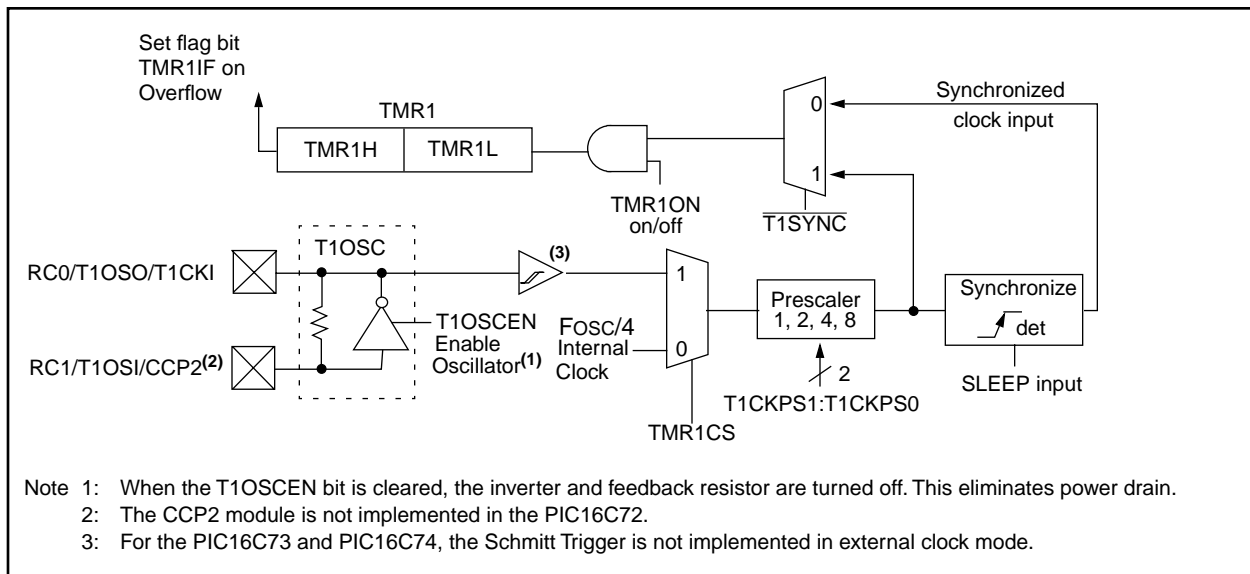 Set flag bit
TMR1IF on
Overflow
TMR1
TMR1H
TMR1L
TMR1ON
on/off
0
1
T1SYNC
Synchronized
clock input
RC0/T1OSO/T1CKI
T1OSC
(3)
RC1/T1OSI/CCP2(2)
T1OSCEN
Enable
Oscillator(1)
FOSC/4
Internal
Clock
1
0
TMR1CS
Prescaler
1, 2, 4, 8
2
T1CKPS1:T1CKPS0
Synchronize
det
SLEEP input
Note 1: When the T1OSCEN bit is cleared, the inverter and feedback resistor are turned off. This eliminates power drain.
2: The CCP2 module is not implemented in the PIC16C72.
3: For the PIC16C73 and PIC16C74, the Schmitt Trigger is not implemented in external clock mode.